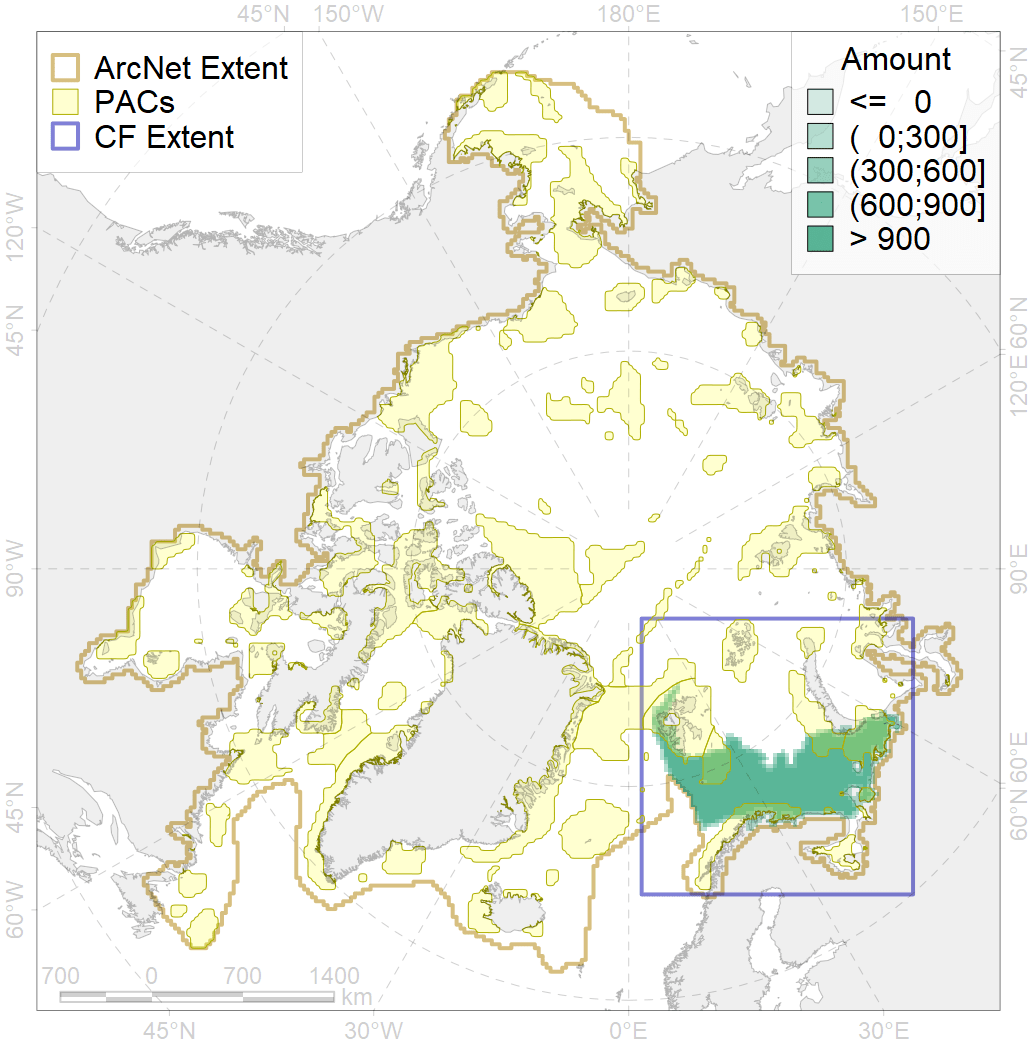 45°N 150°W 180°E 150°E
ArcNet Extent
PACs
CF Extent
Amount
<= 0
( 0;300]
(300;600]
(600;900]
> 900
120°W
45°N
90°W
45°N
60°W
45°N
60°N
120°E
90°E
60°E
60°N
700 0 700 1400
km
45°N 30°W 0°E 30°E